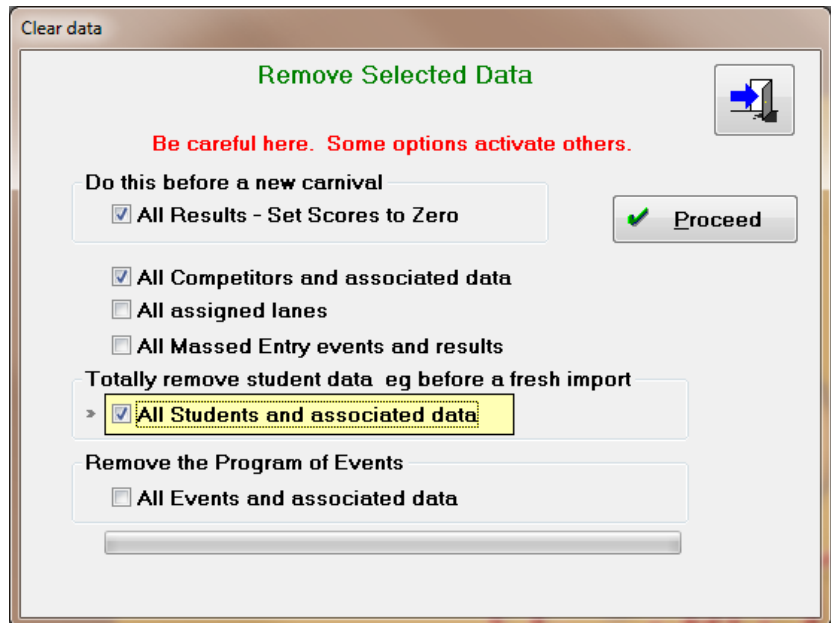 Clear data
Remove Selected Data
Be careful here. Some options activate others.
Do this before a new carnival
All Results - Set Scores to Zero
Proceed
All Competitors and associated data
All assigned lanes
All Massed Entry events and results
Totally remove student data eg before a fresh import
All Students and associated data
Remove the Program of Events
All Events and associated data